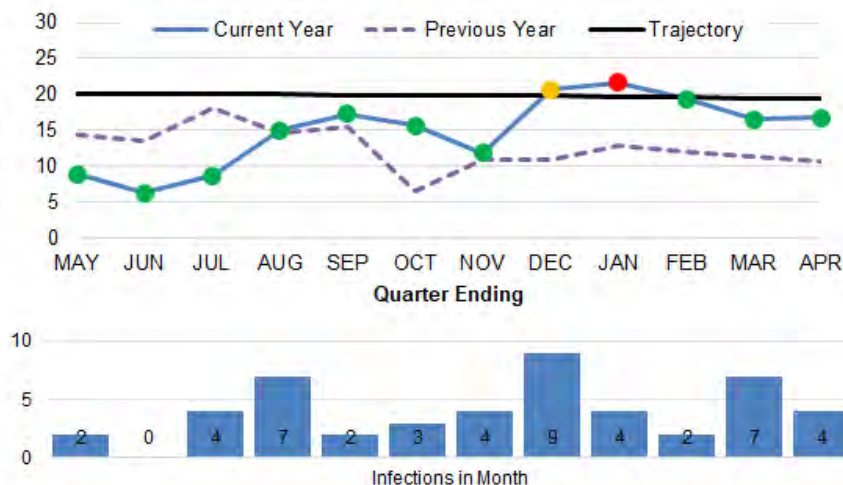 30
Current Year
Previous Year
Trajectory
25
20
15
10
5
0
MAY JUN JUL AUG SEP OCT NOV DEC JAN FEB MAR APR
Quarter Ending
10
5
0
2 0 4 7 2 3 4 9 4 2 7 4
Infections in Month